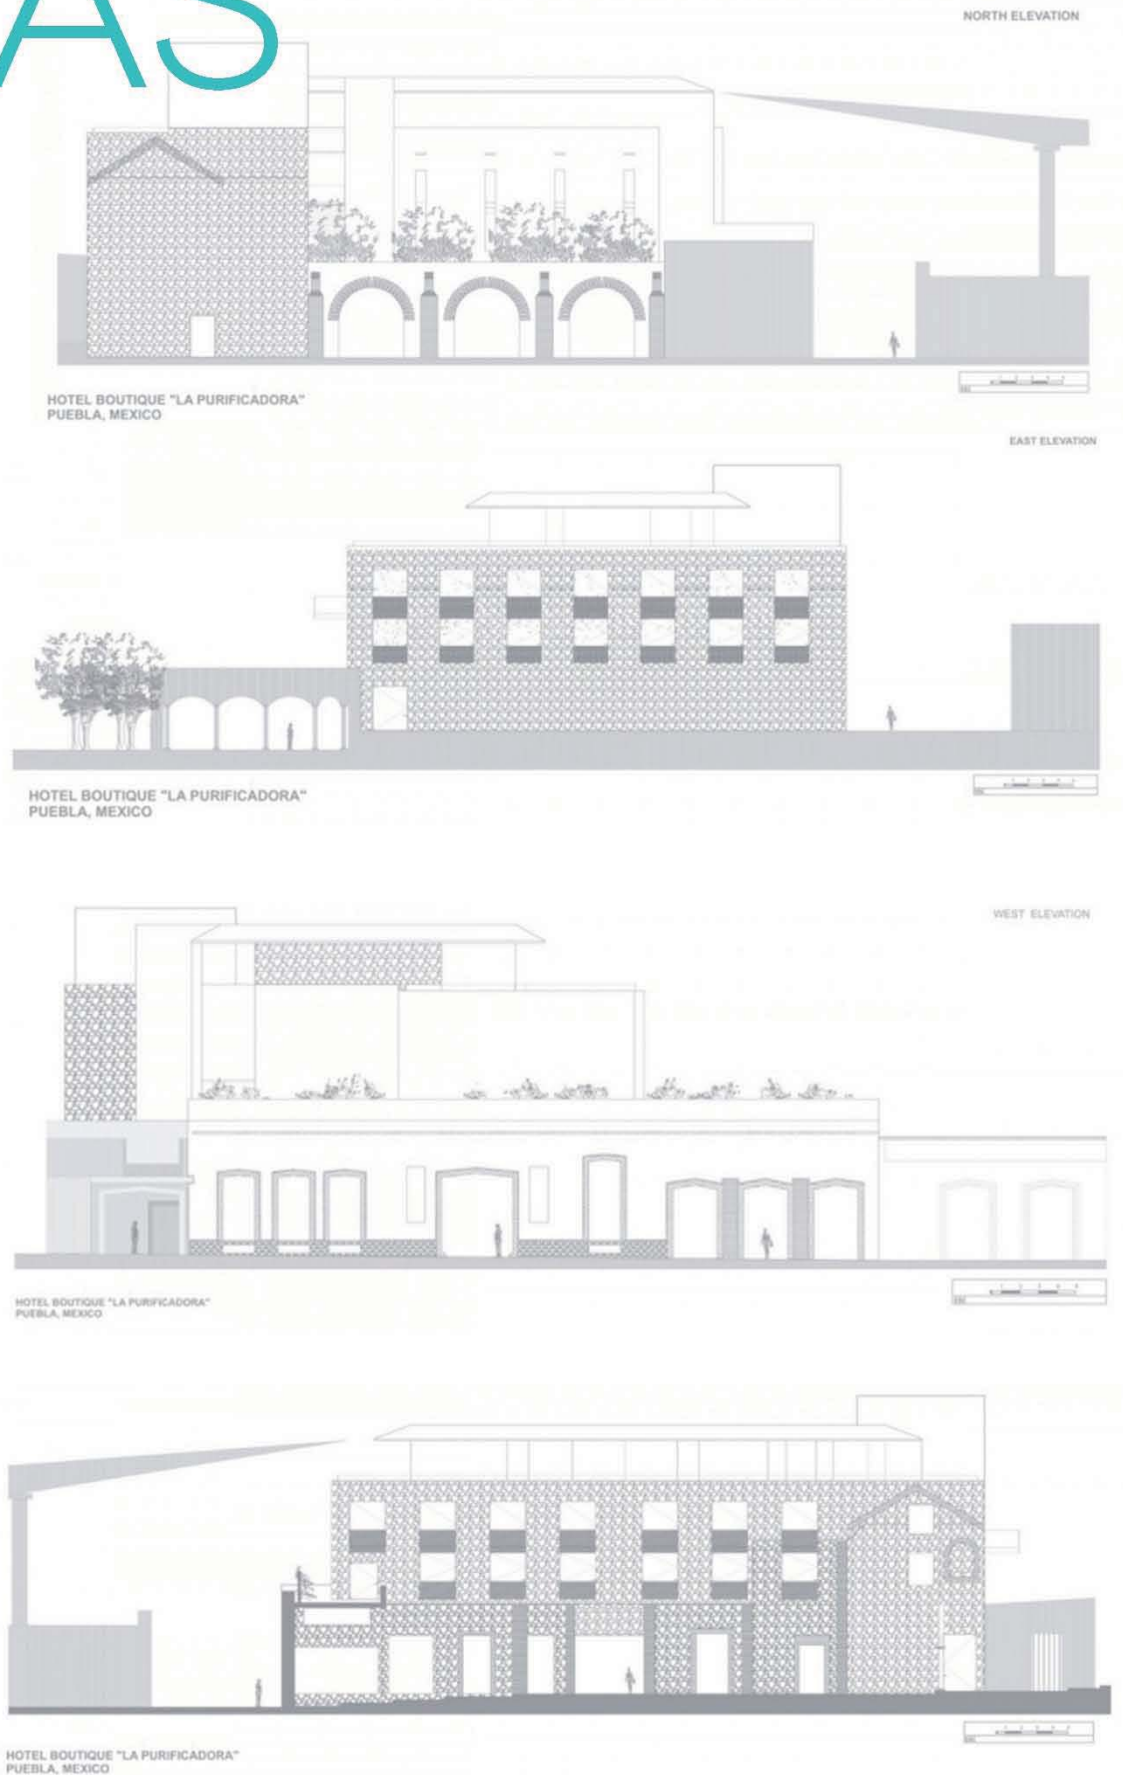 AS
NORTH ELEVATION
HOTEL BOUTIQUE "LA PURIFICADORA"
PUEBLA, MEXICO
EAST ELEVATION
HOTEL BOUTIQUE "LA PURIFICADORA"
PUEBLA, MEXICO
WEST ELEVATION
HOTEL BOUTIQUE "LA PURIFICADORA"
PUEBLA, MEXICO
HOTEL BOUTIQUE "LA PURIFICADORA"
PUEBLA, MEXICO